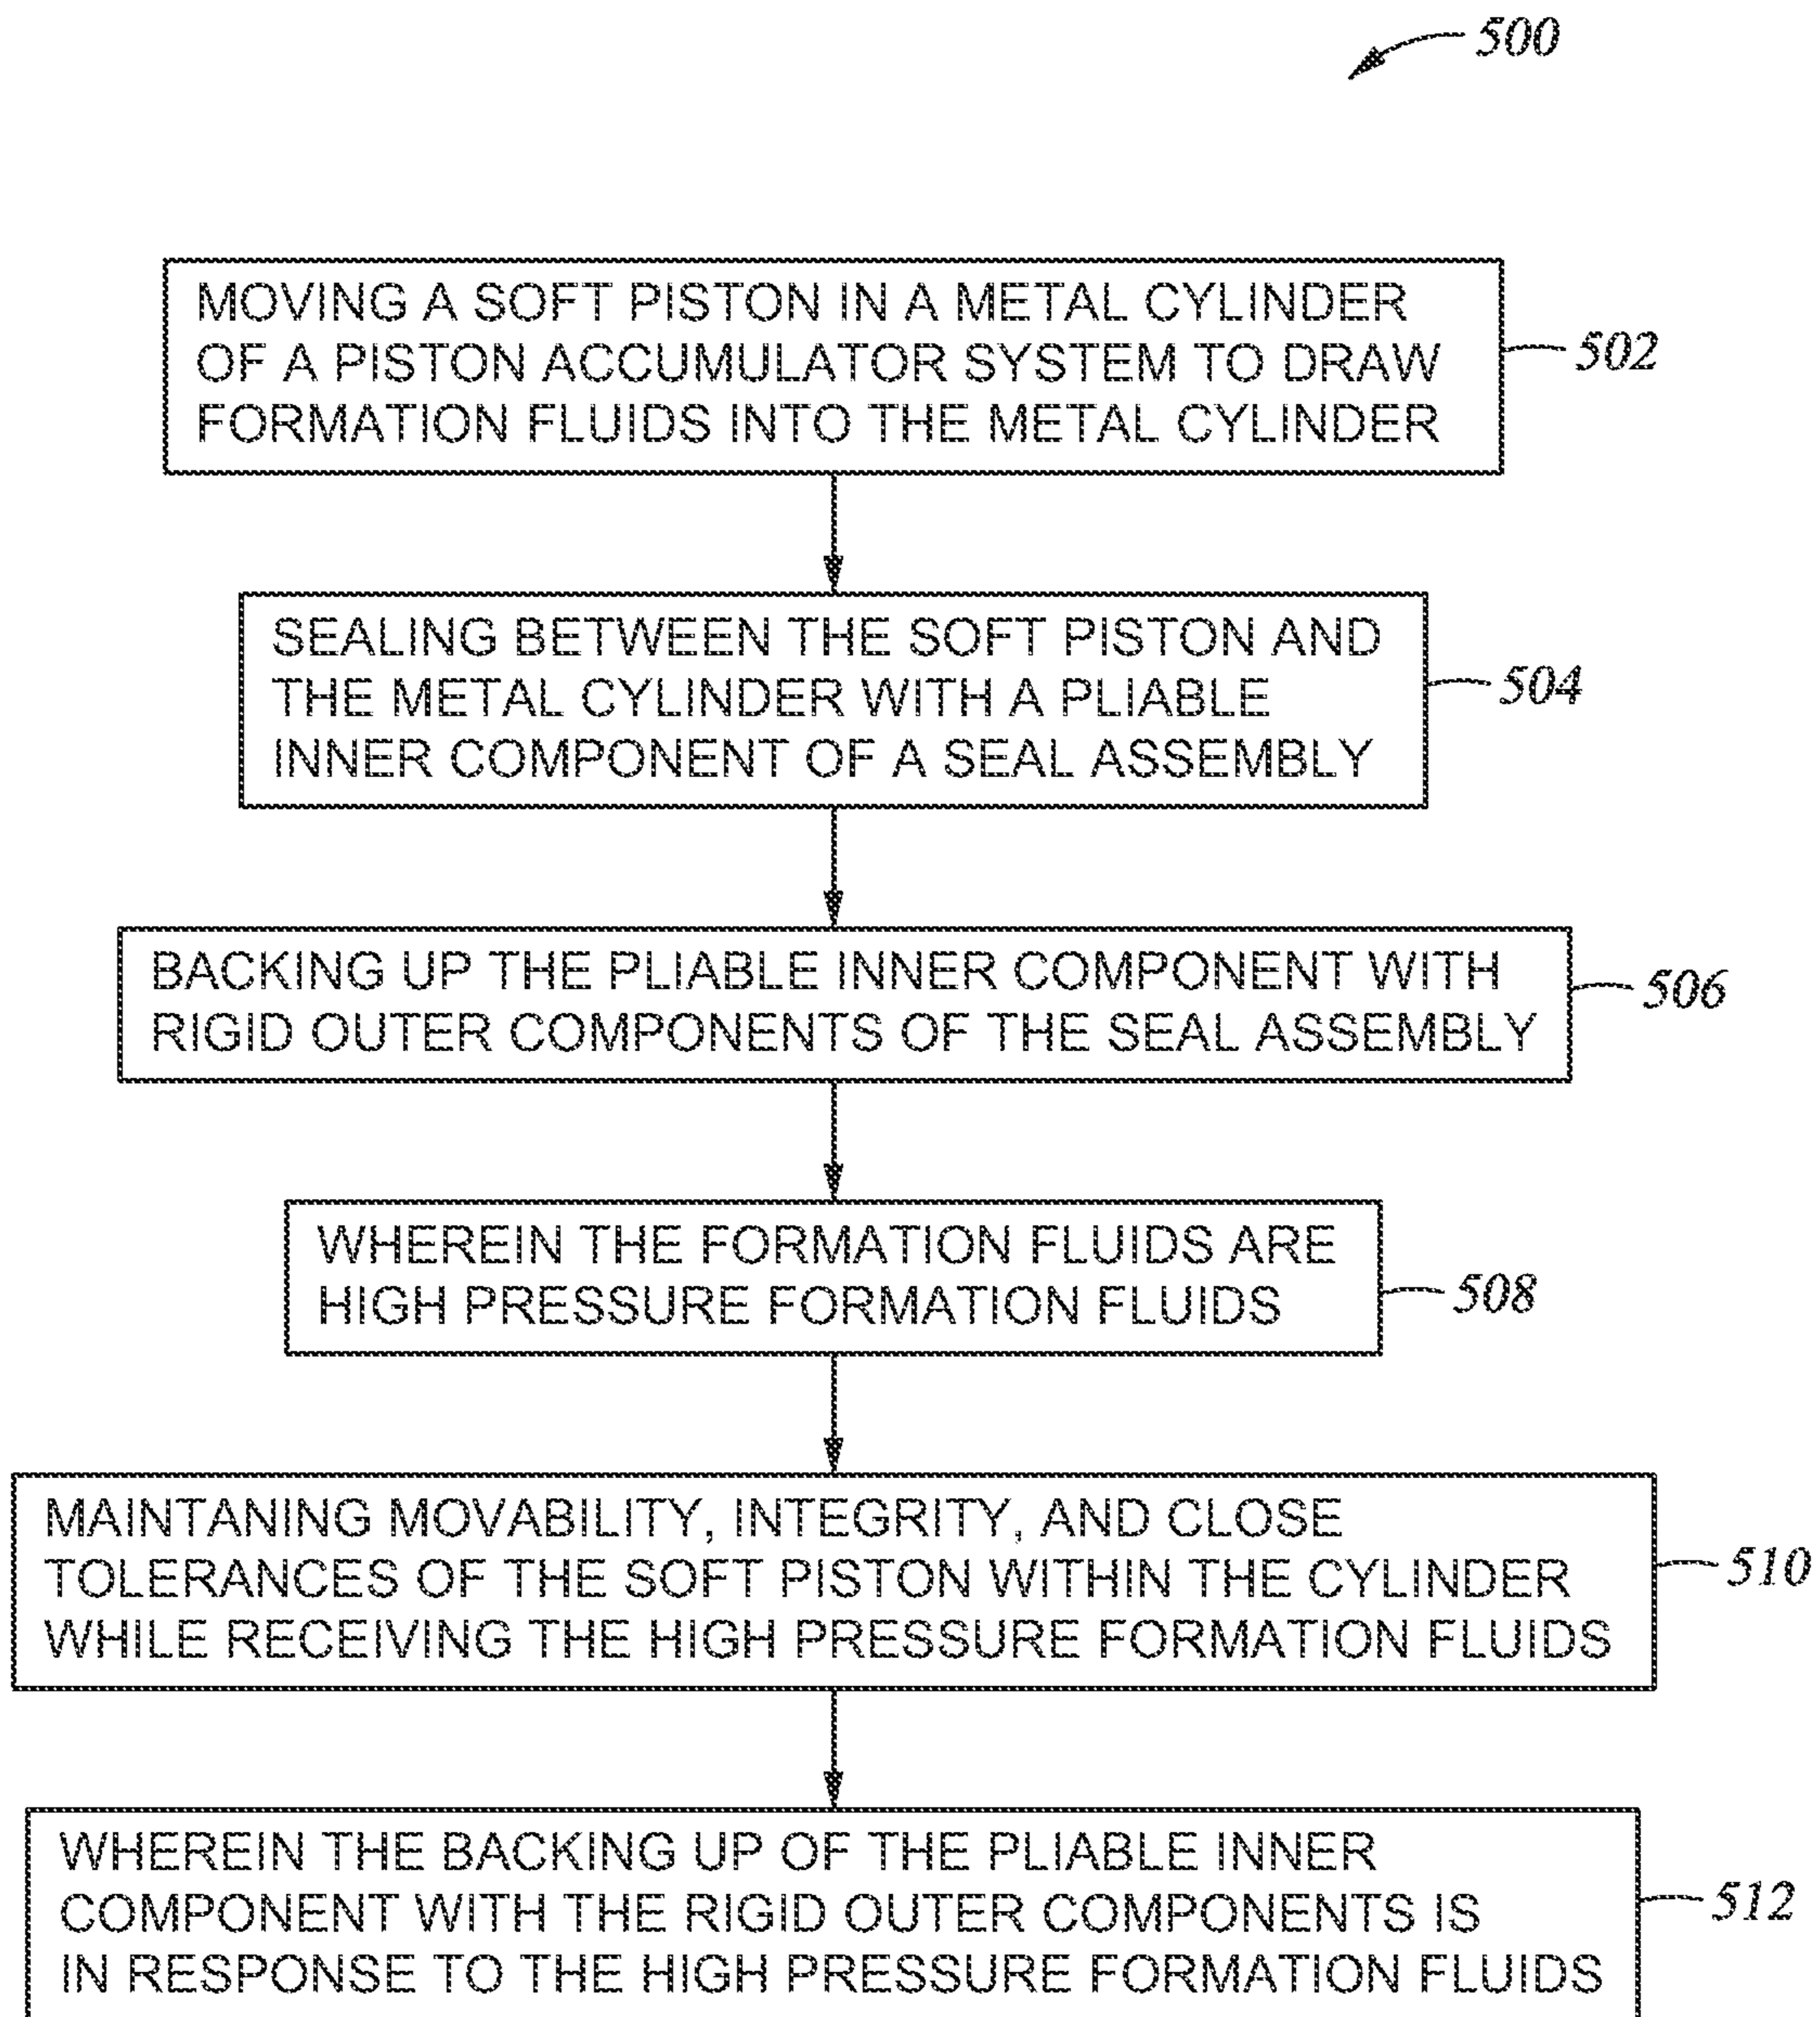 500
MOVING A SOFT PISTON IN A METAL CYLINDER
OF A PISTON ACCUMULATOR SYSTEM TO DRAW
FORMATION FLUIDS INTO THE METAL CYLINDER
502
SEALING BETWEEN THE SOFT PISTON AND
THE METAL CYLINDER WITH A PLIABLE
INNER COMPONENT OF A SEAL ASSEMBLY
504
BACKING UP THE PLIABLE INNER COMPONENT WITH
RIGID OUTER COMPONENTS OF THE SEAL ASSEMBLY
506
WHEREIN THE FORMATION FLUIDS ARE
HIGH PRESSURE FORMATION FLUIDS
508
MAINTANING MOVABILITY, INTEGRITY, AND CLOSE
TOLERANCES OF THE SOFT PISTON WITHIN THE CYLINDER
WHILE RECEIVING THE HIGH PRESSURE FORMATION FLUIDS
510
WHEREIN THE BACKING UP OF THE PLIABLE INNER
COMPONENT WITH THE RIGID OUTER COMPONENTS IS
IN RESPONSE TO THE HIGH PRESSURE FORMATION FLUIDS
512